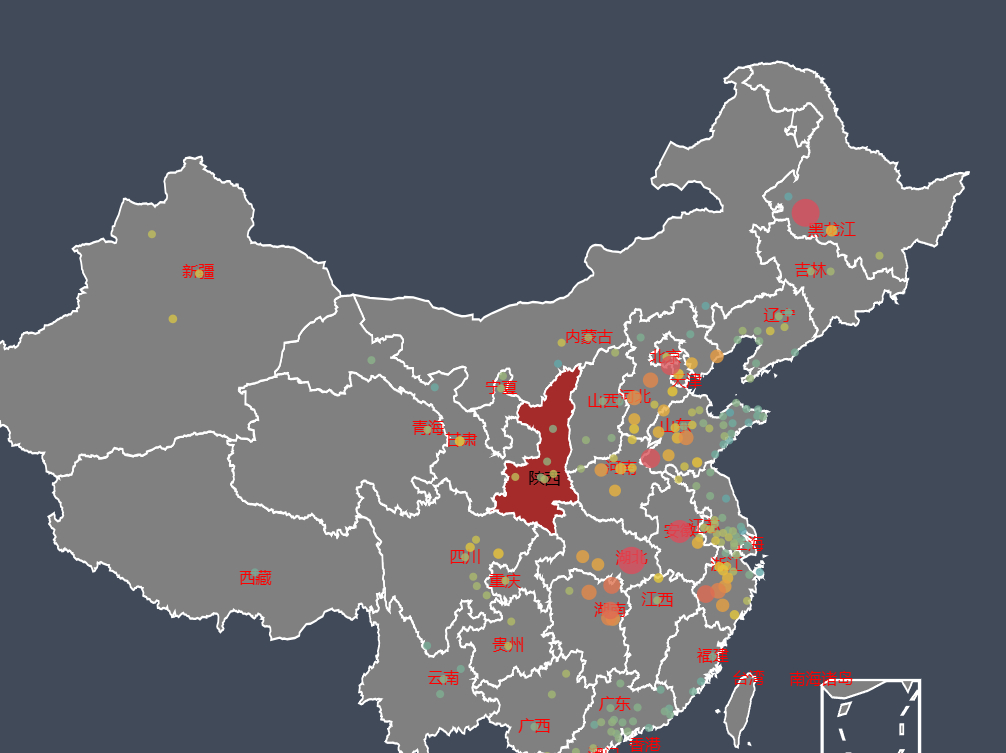 黑龙江
吉林
新疆
辽宁
内蒙古
北京
天津
宁夏
山西
河北
青海
甘肃
山东
河南
陕西
江苏
安徽
上海
四川
湖北
浙江
重庆
西藏
江西
湖南
贵州
福建
云南
台湾
南海诸岛
广东
广西
香港
澳门